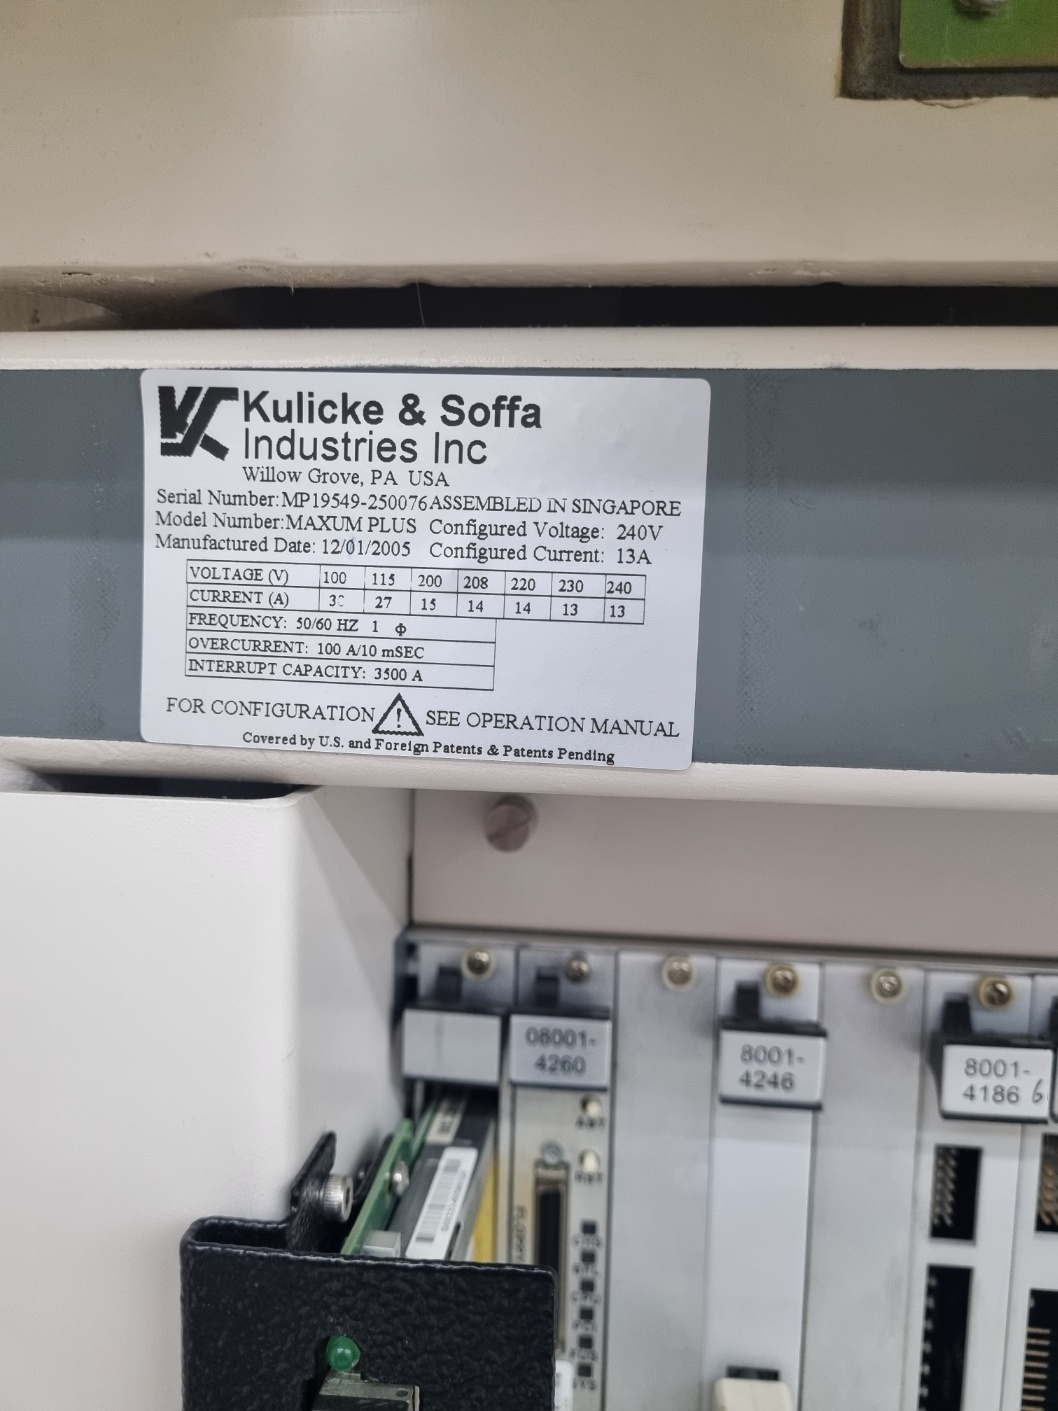 Kulicke & Soffa
Industries Inc
Willow Grove, PA USA
Serial Number:MP19549-250076 ASSEMBLED IN SINGAPORE
Model Number:MAXUM PLUS Configured Voltage: 240V
Manufactured Date: 12/01/2005 Configured Current: 13A
VOLTAGE (V) 100 115 200 208 220 230 240
CURRENT (A) 27 15 14 14 13 13
FREQUENCY: 50/60 HZ 1 Φ
OVERCURRENT: 100 A/10 mSEC
INTERRUPT CAPACITY: 3500 A
FOR CONFIGURATION ! SEE OPERATION MANUAL
Covered by U.S. and Foreign Patents & Patents Pending
08001-
4260
8001-
4246
8001-
4186 6